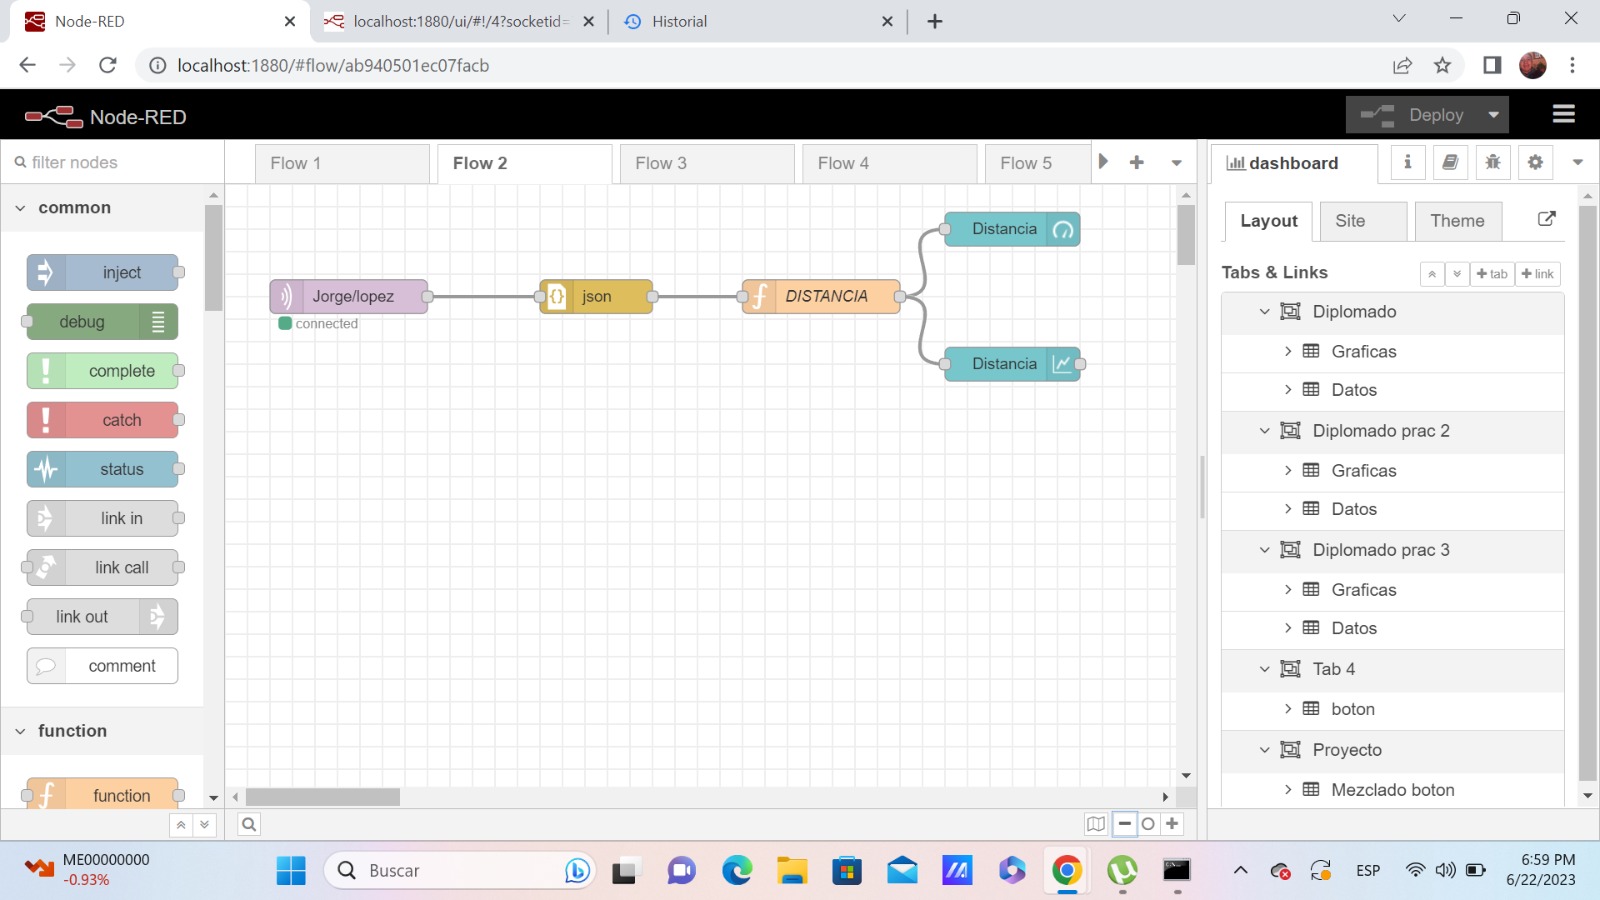 Node-RED
localhost:1880/ui/#!/4?socketid=
Historial
localhost:1880/#flow/ab940501ec07facb
Node-RED
Deploy
filter nodes
Flow 1
Flow 2
Flow 3
Flow 4
Flow 5
dashboard
common
inject
debug
complete
catch
status
link in
link call
link out
comment
function
function
Jorge/lopez
connected
json
DISTANCIA
Distancia
Distancia
Layout
Site
Theme
Tabs & Links
tab
link
Diplomado
Graficas
Datos
Diplomado prac 2
Graficas
Datos
Diplomado prac 3
Graficas
Datos
Tab 4
boton
Proyecto
Mezclado boton
ME00000000
-0.93%
Buscar
ESP
6:59 PM
6/22/2023